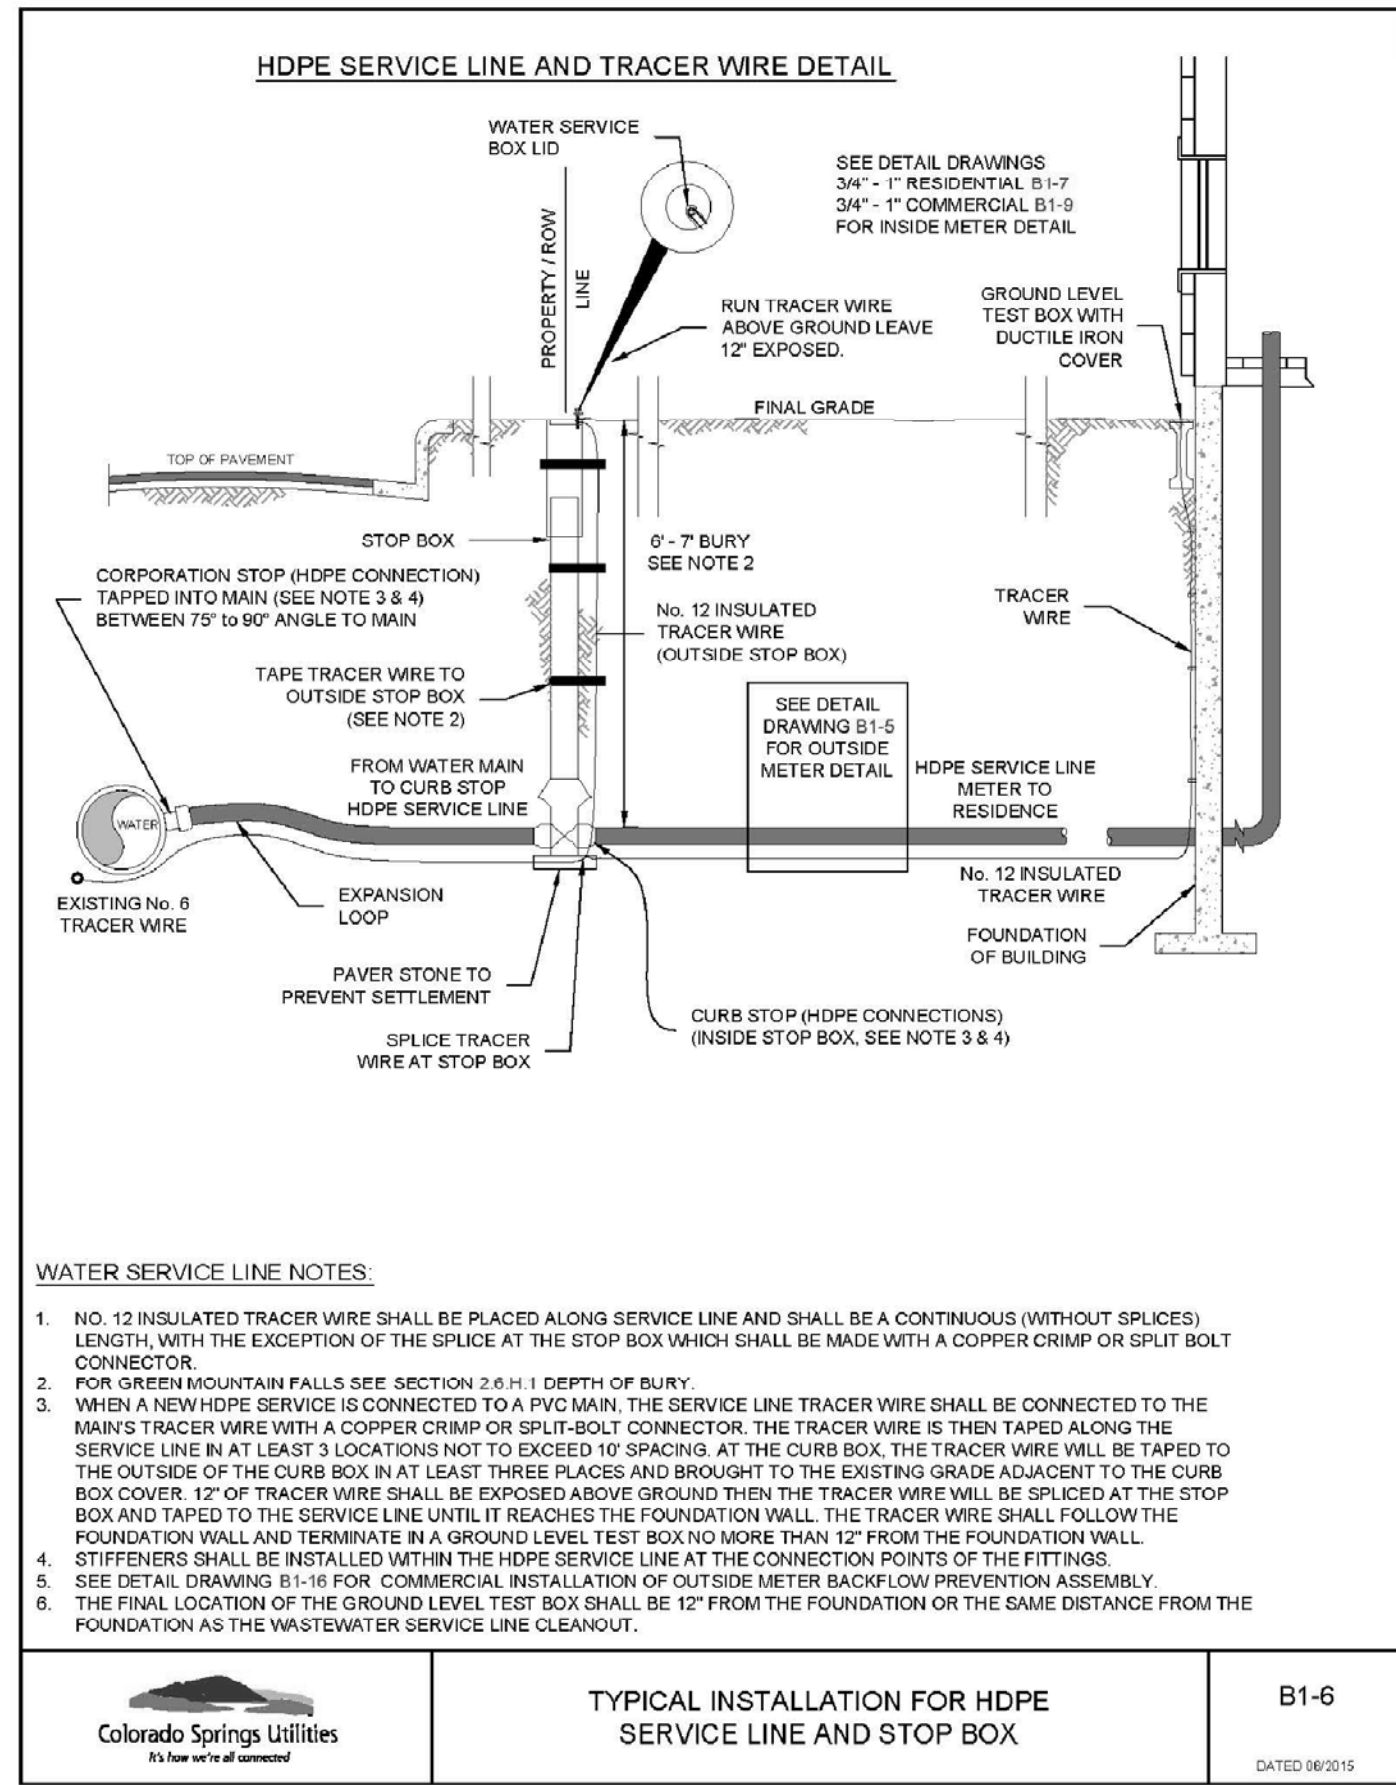 HDPE SERVICE LINE AND TRACER WIRE DETAIL
WATER SERVICE
BOX LID
PROPERTY / ROW
LINE
SEE DETAIL DRAWINGS
3/4" - 1" RESIDENTIAL B1-7
3/4" - 1" COMMERCIAL B1-9
FOR INSIDE METER DETAIL
RUN TRACER WIRE
ABOVE GROUND LEAVE
12" EXPOSED.
GROUND LEVEL
TEST BOX WITH
DUCTILE IRON
COVER
FINAL GRADE
TOP OF PAVEMENT
STOP BOX
6' - 7' BURY
SEE NOTE 2
CORPORATION STOP (HDPE CONNECTION)
TAPPED INTO MAIN (SEE NOTE 3 & 4)
BETWEEN 75° to 90° ANGLE TO MAIN
No. 12 INSULATED
TRACER WIRE
(OUTSIDE STOP BOX)
TRACER
WIRE
TAPE TRACER WIRE TO
OUTSIDE STOP BOX
(SEE NOTE 2)
SEE DETAIL
DRAWING B1-5
FOR OUTSIDE
METER DETAIL
FROM WATER MAIN
TO CURB STOP
HDPE SERVICE LINE
HDPE SERVICE LINE
METER TO
RESIDENCE
WATER
EXISTING No. 6
TRACER WIRE
EXPANSION
LOOP
No. 12 INSULATED
TRACER WIRE
FOUNDATION
OF BUILDING
PAVER STONE TO
PREVENT SETTLEMENT
CURB STOP (HDPE CONNECTIONS)
(INSIDE STOP BOX, SEE NOTE 3 & 4)
SPLICE TRACER
WIRE AT STOP BOX
WATER SERVICE LINE NOTES:
1. NO. 12 INSULATED TRACER WIRE SHALL BE PLACED ALONG SERVICE LINE AND SHALL BE A CONTINUOUS (WITHOUT SPLICES)
LENGTH, WITH THE EXCEPTION OF THE SPLICE AT THE STOP BOX WHICH SHALL BE MADE WITH A COPPER CRIMP OR SPLIT BOLT
CONNECTOR.
2. FOR GREEN MOUNTAIN FALLS SEE SECTION 2.6.H.1 DEPTH OF BURY.
3. WHEN A NEW HDPE SERVICE IS CONNECTED TO A PVC MAIN, THE SERVICE LINE TRACER WIRE SHALL BE CONNECTED TO THE
MAIN'S TRACER WIRE WITH A COPPER CRIMP OR SPLIT-BOLT CONNECTOR. THE TRACER WIRE IS THEN TAPED ALONG THE
SERVICE LINE IN AT LEAST 3 LOCATIONS NOT TO EXCEED 10' SPACING. AT THE CURB BOX, THE TRACER WIRE WILL BE TAPED TO
THE OUTSIDE OF THE CURB BOX IN AT LEAST THREE PLACES AND BROUGHT TO THE EXISTING GRADE ADJACENT TO THE CURB
BOX COVER. 12" OF TRACER WIRE SHALL BE EXPOSED ABOVE GROUND THEN THE TRACER WIRE WILL BE SPLICED AT THE STOP
BOX AND TAPED TO THE SERVICE LINE UNTIL IT REACHES THE FOUNDATION WALL. THE TRACER WIRE SHALL FOLLOW THE
FOUNDATION WALL AND TERMINATE IN A GROUND LEVEL TEST BOX NO MORE THAN 12" FROM THE FOUNDATION WALL.
4. STIFFENERS SHALL BE INSTALLED WITHIN THE HDPE SERVICE LINE AT THE CONNECTION POINTS OF THE FITTINGS.
5. SEE DETAIL DRAWING B1-16 FOR COMMERCIAL INSTALLATION OF OUTSIDE METER BACKFLOW PREVENTION ASSEMBLY.
6. THE FINAL LOCATION OF THE GROUND LEVEL TEST BOX SHALL BE 12" FROM THE FOUNDATION OR THE SAME DISTANCE FROM THE
FOUNDATION AS THE WASTEWATER SERVICE LINE CLEANOUT.
Colorado Springs Utilities
It's how we're all connected
TYPICAL INSTALLATION FOR HDPE
SERVICE LINE AND STOP BOX
B1-6
DATED 08/2015